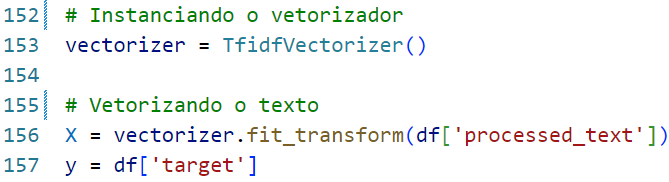 152 # Instanciando o vetorizador
153 vectorizer = TfidfVectorizer()
154
155 # Vetorizando o texto
156 X = vectorizer.fit_transform(df['processed_text'])
157 y = df['target']